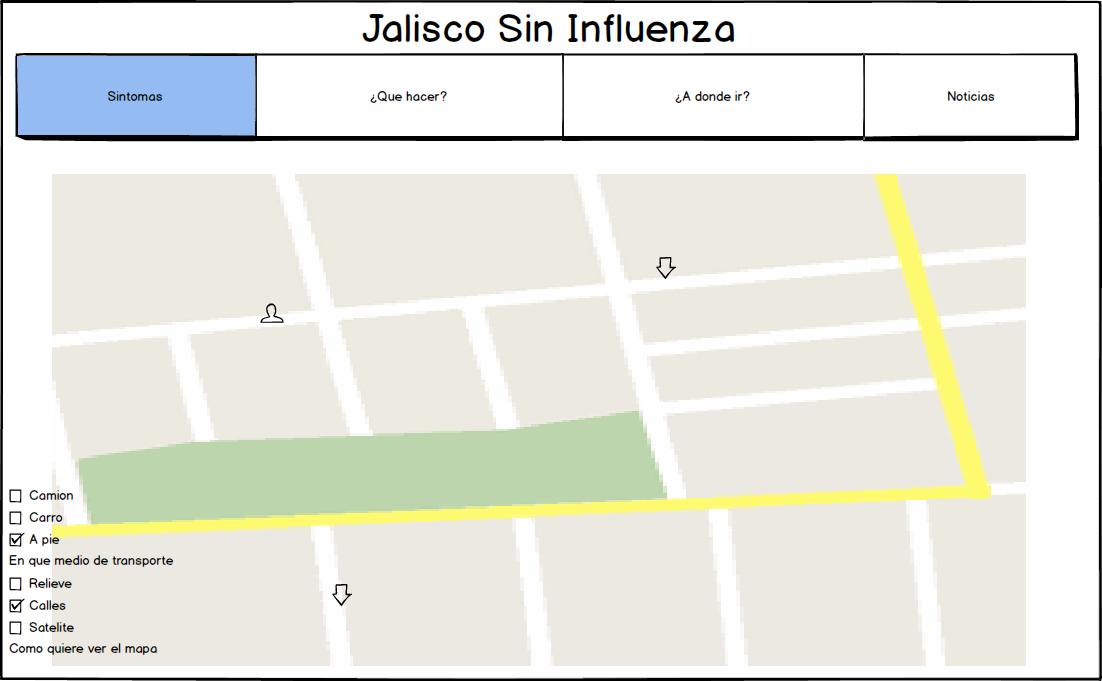 Jalisco Sin Influenza
Sintomas
¿Que hacer?
¿A donde ir?
Noticias
Camion
Carro
A pie
En que medio de transporte
Relieve
Calles
Satelite
Como quiere ver el mapa